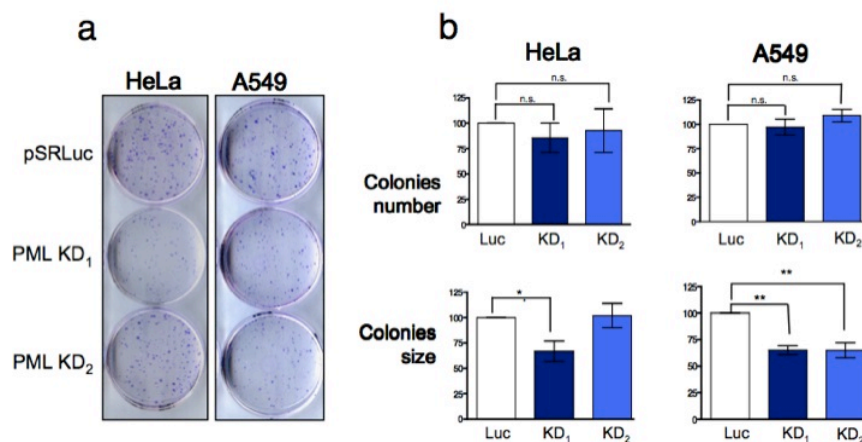 a
HeLa A549
pSRLuc
PML KD₁
PML KD₂
b
HeLa
A549
Colonies number
n.s.
n.s.
125
100
75
50
25
Luc KD₁ KD₂
n.s.
n.s.
125
100
75
50
25
Luc KD₁ KD₂
Colonies size
*
125
100
75
50
25
0
Luc KD₁ KD₂
**
**
125
100
75
50
25
0
Luc KD₁ KD₂